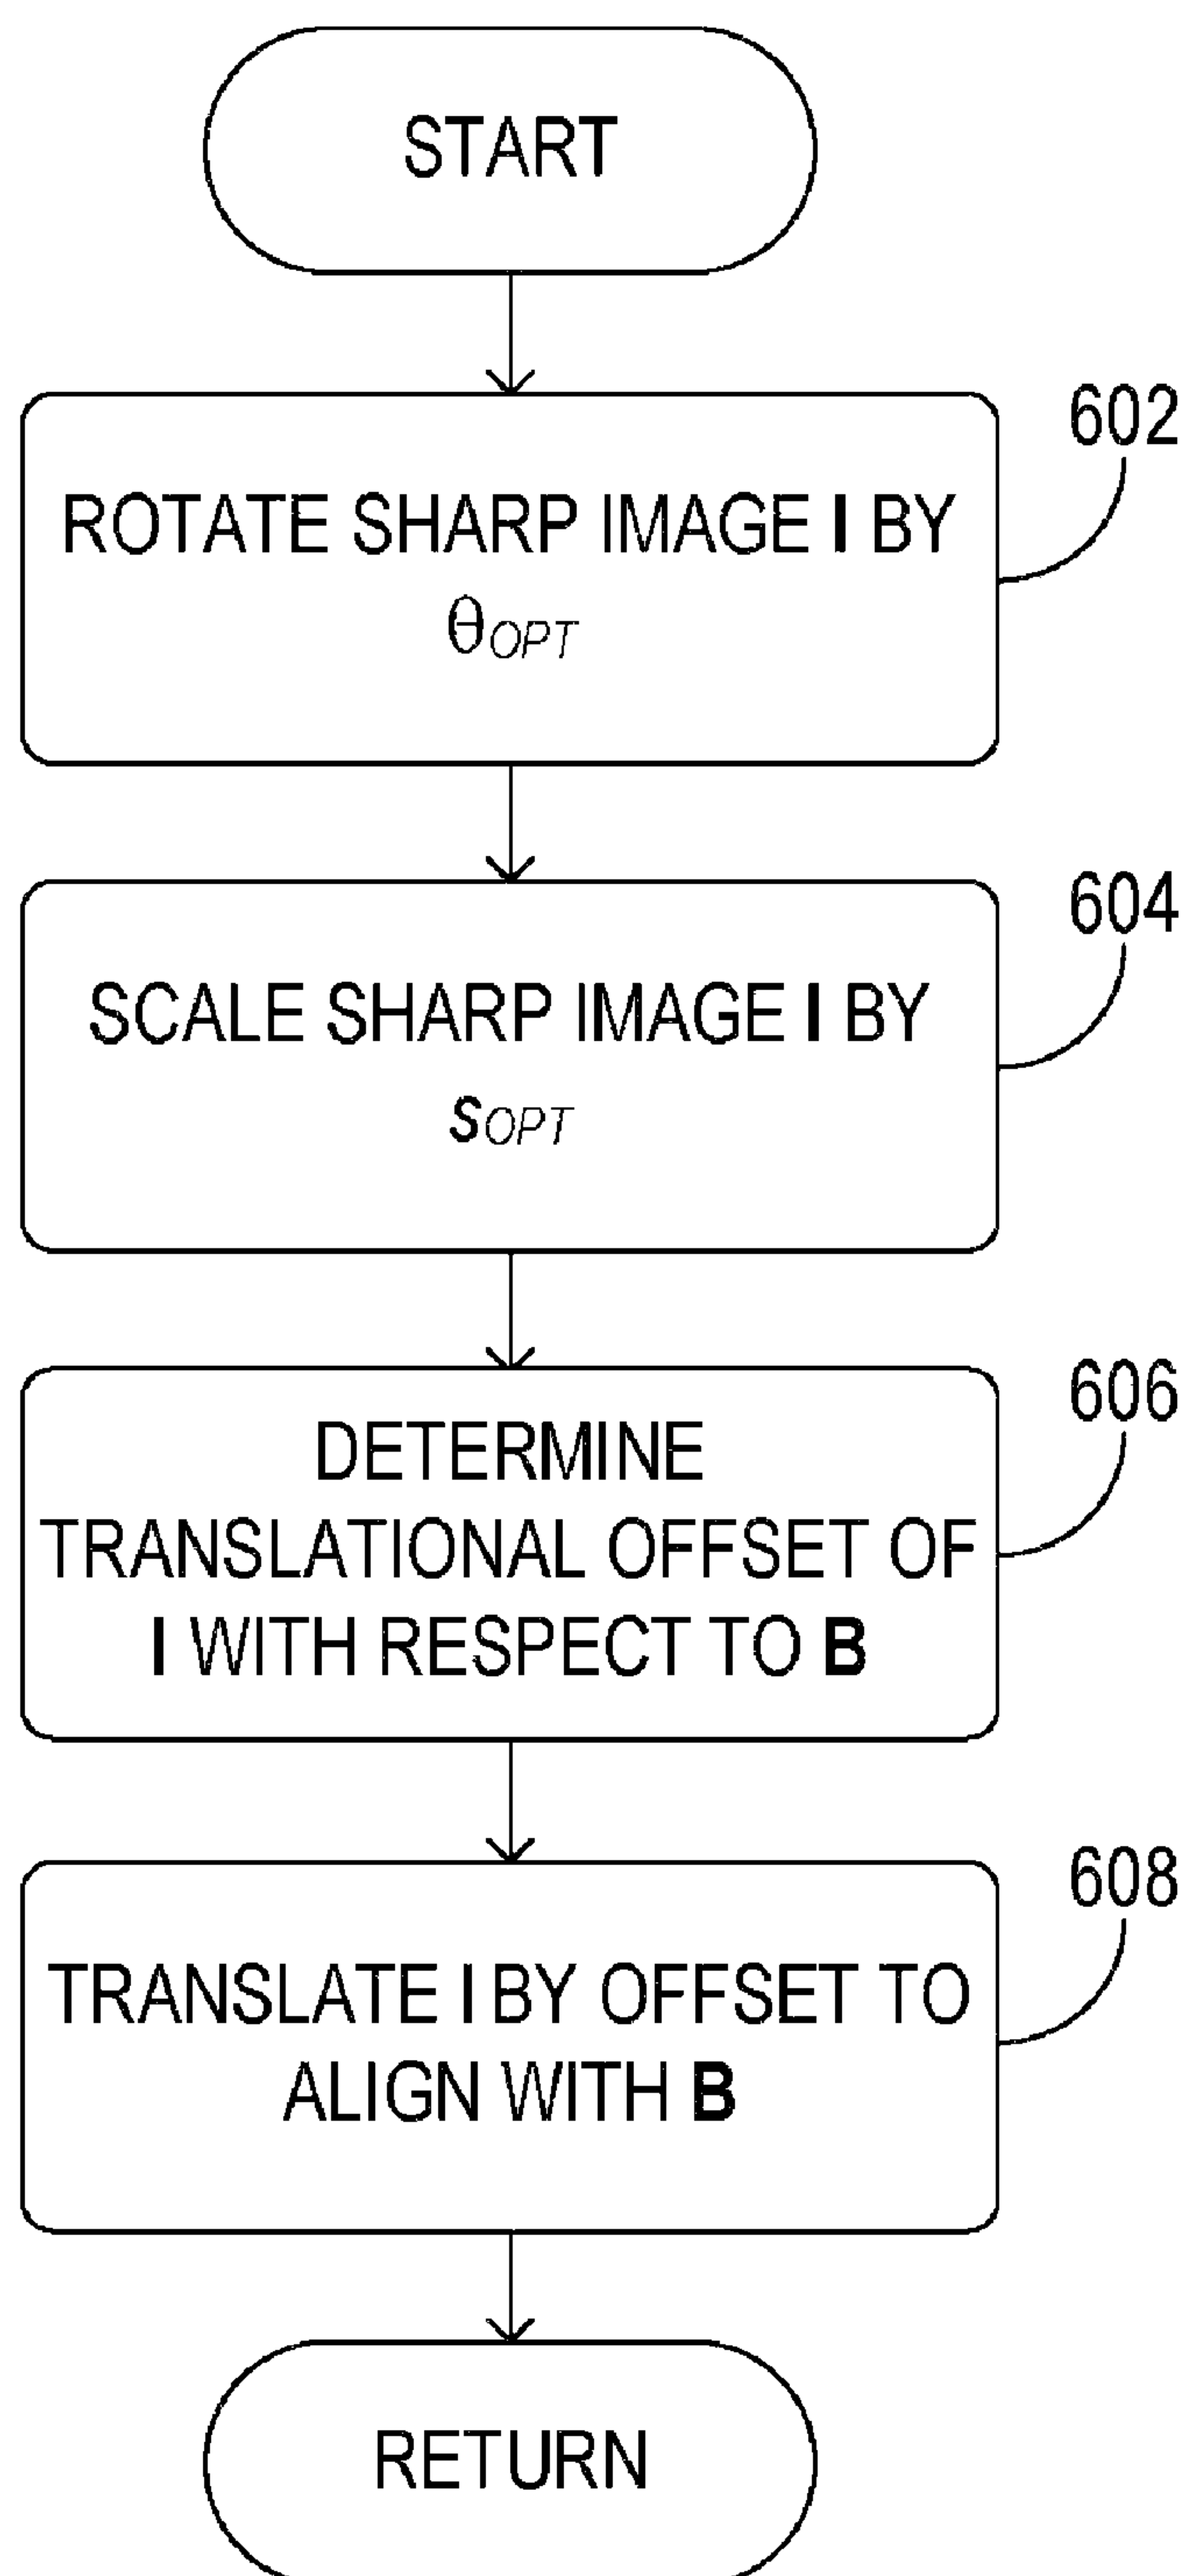 START
602
ROTATE SHARP IMAGE I BY
θOPT
604
SCALE SHARP IMAGE I BY
sOPT
606
DETERMINE
TRANSLATIONAL OFFSET OF
I WITH RESPECT TO B
608
TRANSLATE I BY OFFSET TO
ALIGN WITH B
RETURN